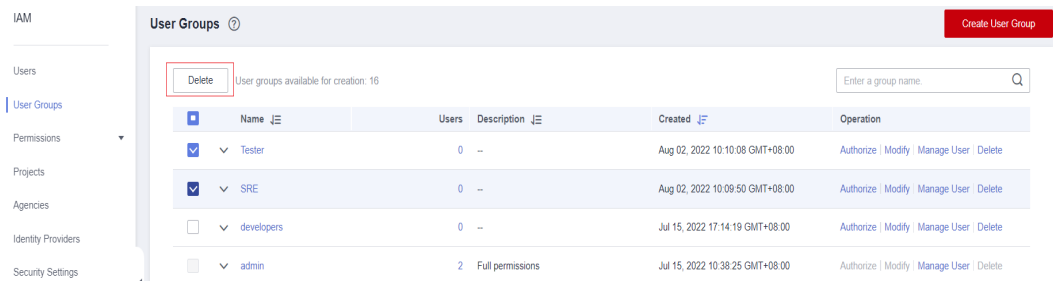 IAM
Users
User Groups
Permissions
Projects
Agencies
Identity Providers
Security Settings
User Groups ?
Create User Group
Delete User groups available for creation: 16
Enter a group name.
Name Users Description Created Operation
Tester 0 -- Aug 02, 2022 10:10:08 GMT+08:00 Authorize | Modify | Manage User | Delete
SRE 0 -- Aug 02, 2022 10:09:50 GMT+08:00 Authorize | Modify | Manage User | Delete
developers 0 -- Jul 15, 2022 17:14:19 GMT+08:00 Authorize | Modify | Manage User | Delete
admin 2 Full permissions Jul 15, 2022 10:38:25 GMT+08:00 Authorize | Modify | Manage User | Delete